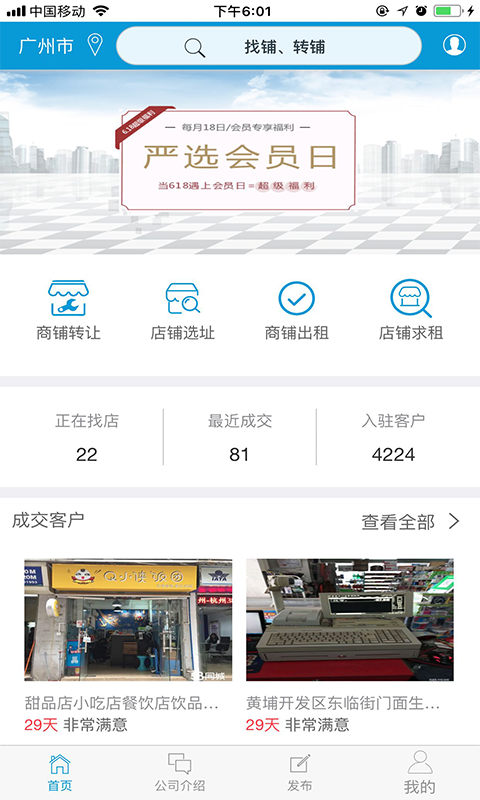 中国移动 下午6:01
广州市 找铺、转铺
618超级福利
每月18日/会员专享福利
严选会员日
当618遇上会员日=超级福利
商铺转让 店铺选址 商铺出租 店铺求租
正在找店 最近成交 入驻客户
22 81 4224
成交客户 查看全部
TATA
58同城
甜品店小吃店餐饮店饮品... 黄埔开发区东临街门面生...
29天 非常满意 29天 非常满意
首页 公司介绍 发布 我的